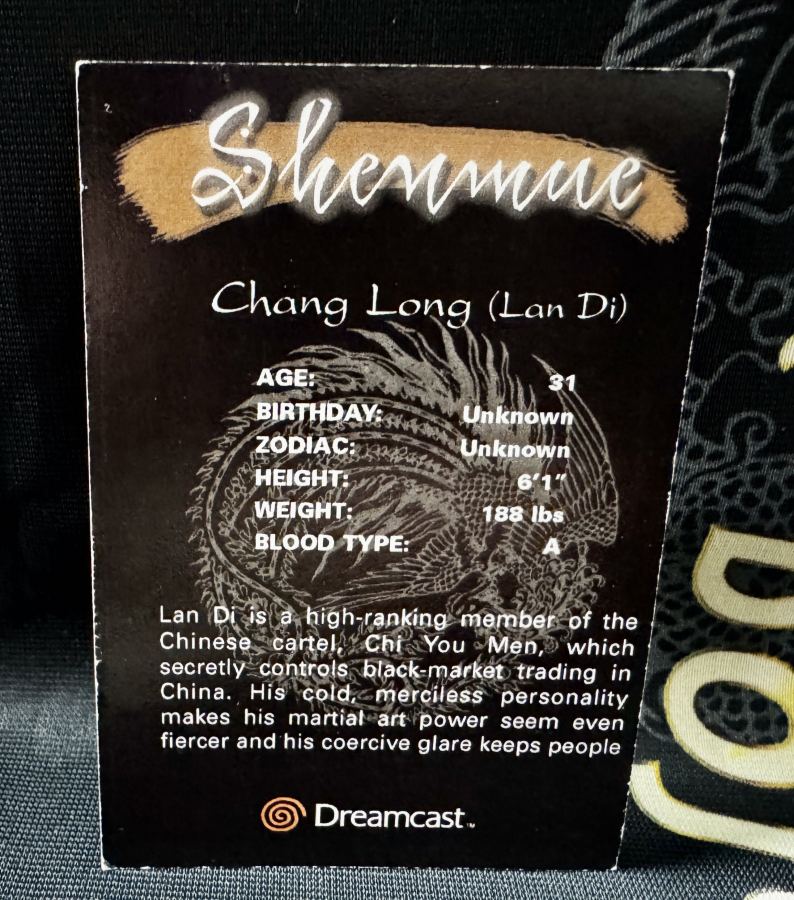 Shenmue
Chang Long (Lan Di)
AGE: 31
BIRTHDAY: Unknown
ZODIAC: Unknown
HEIGHT: 6'1"
WEIGHT: 188 lbs
BLOOD TYPE: A
Lan Di is a high-ranking member of the
Chinese cartel, Chi You Men, which
secretly controls black-market trading in
China. His cold, merciless personality
makes his martial art power seem even
fiercer and his coercive glare keeps people
Dreamcast™